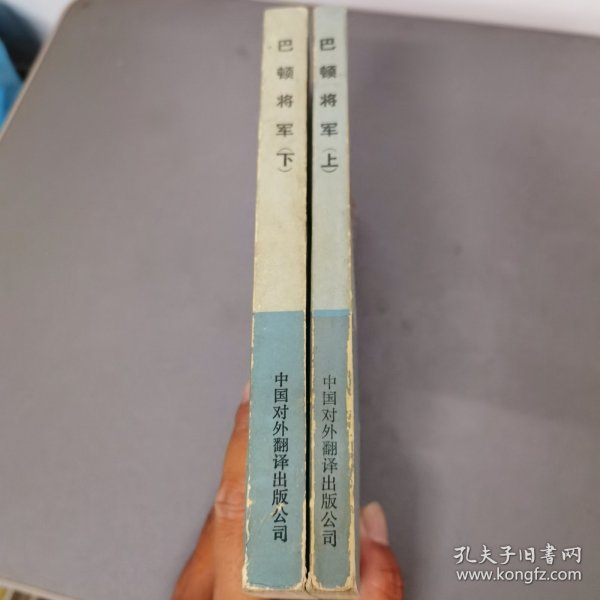 巴顿将军(下)
中国对外翻译出版公司
巴顿将军(上)
中国对外翻译出版公司
孔夫子旧书网
www.kongfz.com